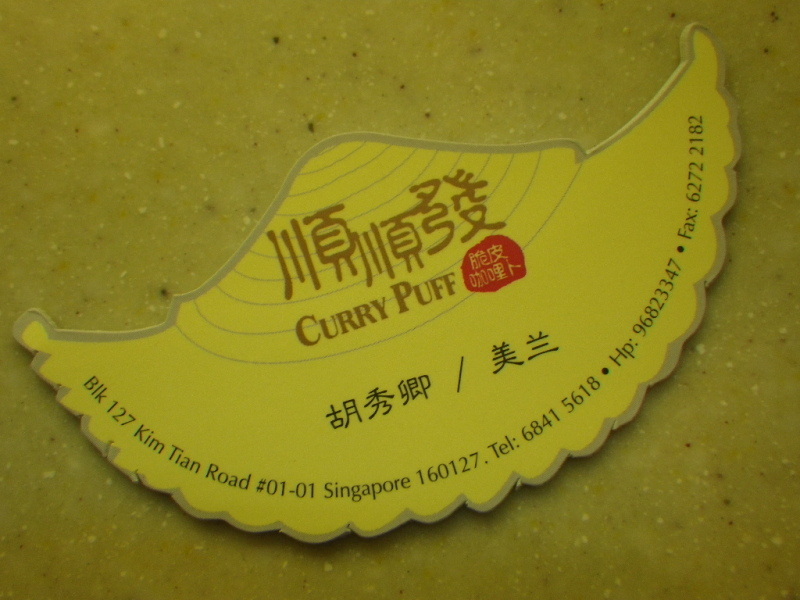 順順發
CURRY PUFF
脆皮
咖哩卜
胡秀卿 / 美兰
Blk 127 Kim Tian Road #01-01 Singapore 160127. Tel: 6841 5618 • Hp: 96823347 • Fax: 6272 2182